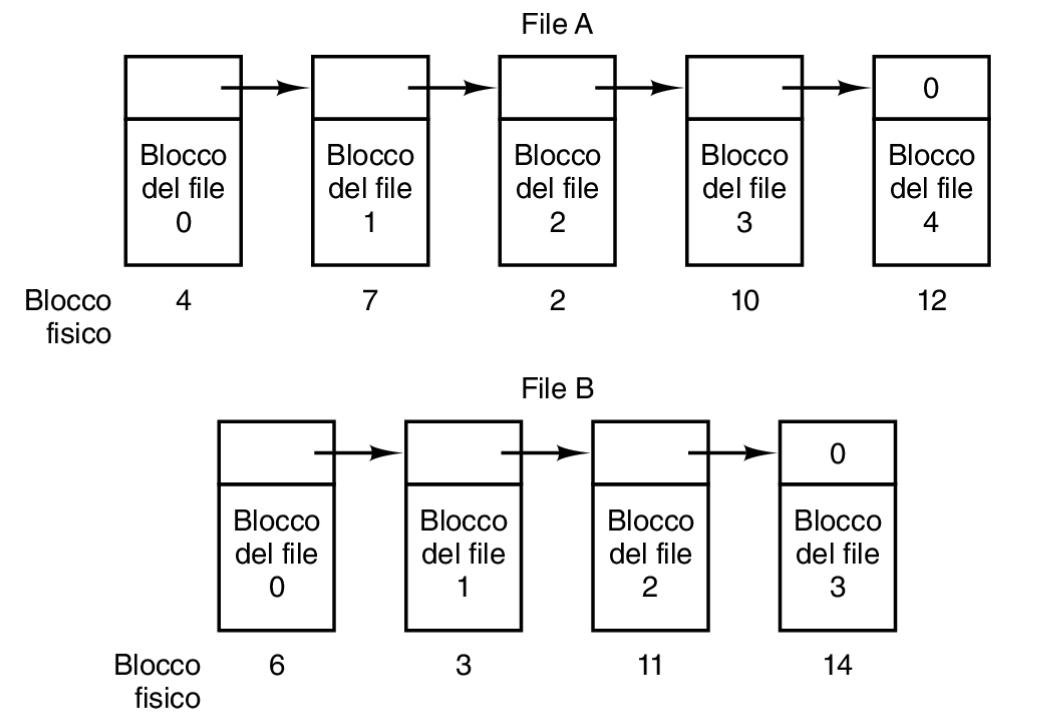 File A
0
Blocco Blocco Blocco Blocco Blocco
del file del file del file del file del file
0 1 2 3 4
Blocco 4 7 2 10 12
fisico
File B
0
Blocco Blocco Blocco Blocco
del file del file del file del file
0 1 2 3
Blocco 6 3 11 14
fisico